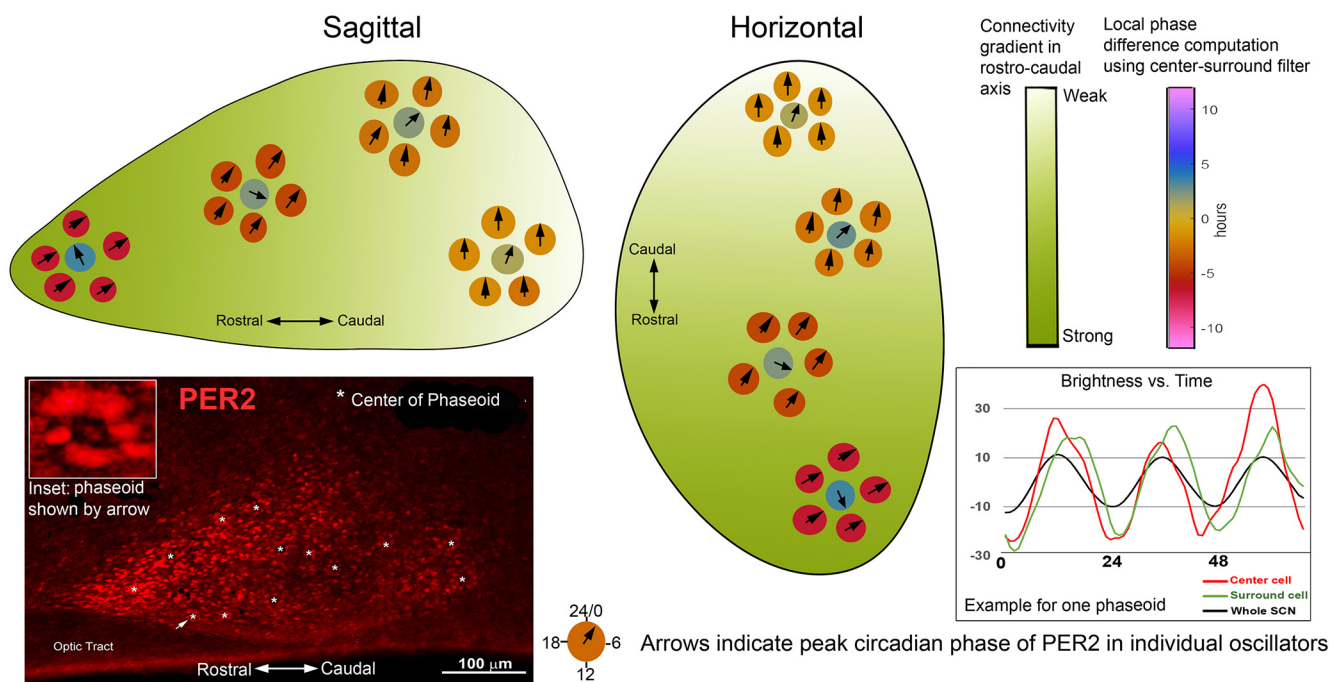 Sagittal
Horizontal
Connectivity
gradient in
rostro-caudal
axis
Weak
Strong
Local phase
difference computation
using center-surround filter
10
5
0
-5
-10
hours
Rostral
Caudal
Caudal
Rostral
PER2
* Center of Phaseoid
Inset: phaseoid
shown by arrow
Optic Tract
Rostral
Caudal
100 µm
Brightness vs. Time
30
10
-10
-30
0
24
48
Center cell
Surround cell
Whole SCN
Example for one phaseoid
24/0
18
-6
12
Arrows indicate peak circadian phase of PER2 in individual oscillators